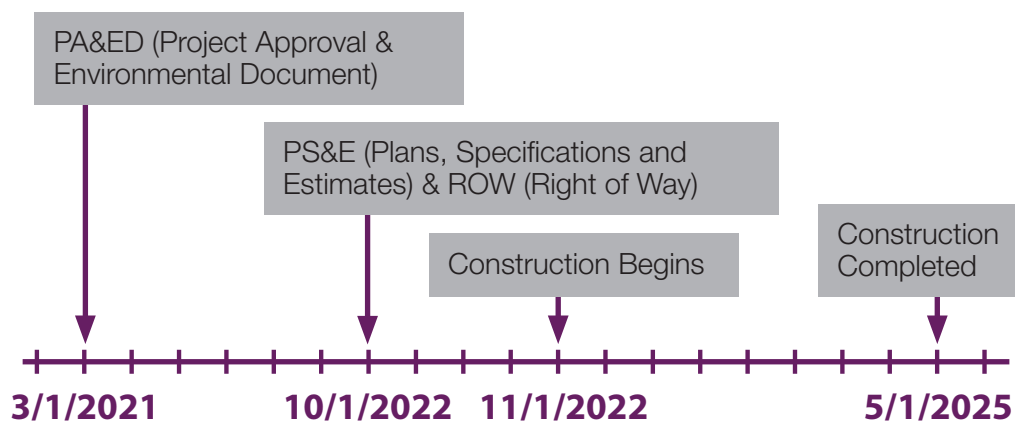 PA&ED (Project Approval &
Environmental Document)
PS&E (Plans, Specifications and
Estimates) & ROW (Right of Way)
Construction Begins
Construction
Completed
3/1/2021
10/1/2022
11/1/2022
5/1/2025